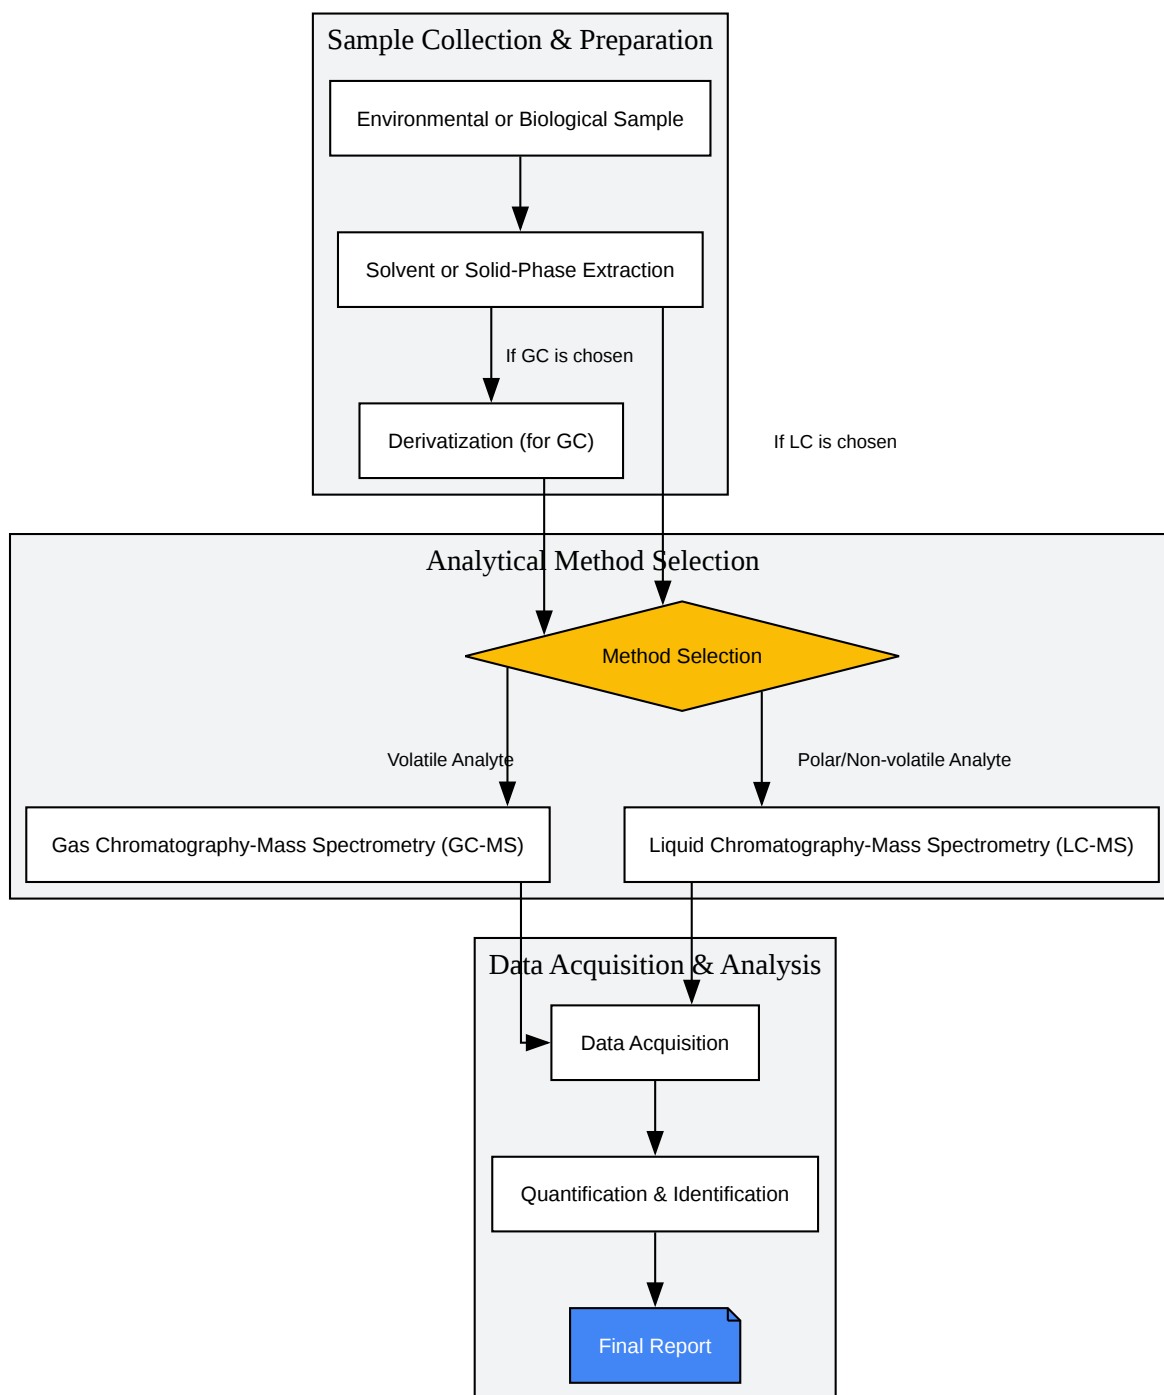 Sample Collection & Preparation
Environmental or Biological Sample
Solvent or Solid-Phase Extraction
If GC is chosen
Derivatization (for GC)
If LC is chosen
Analytical Method Selection
Method Selection
Volatile Analyte
Polar/Non-volatile Analyte
Gas Chromatography-Mass Spectrometry (GC-MS)
Liquid Chromatography-Mass Spectrometry (LC-MS)
Data Acquisition & Analysis
Data Acquisition
Quantification & Identification
Final Report